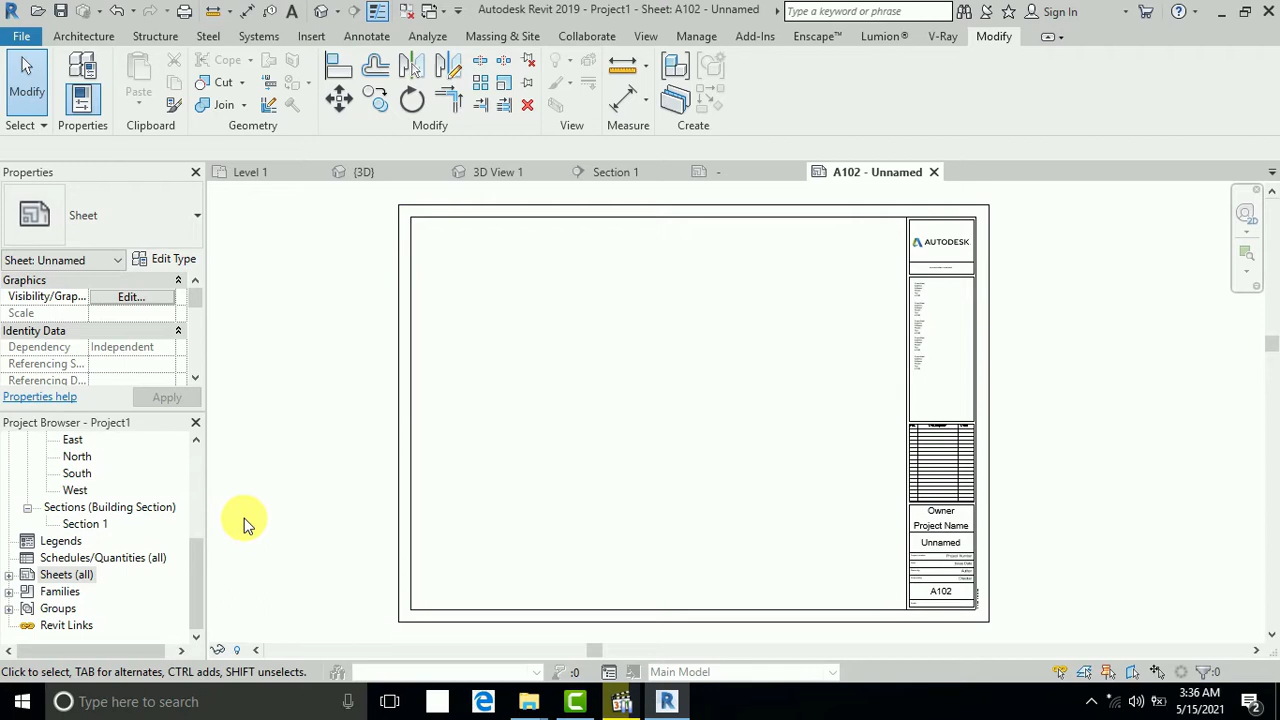 Autodesk Revit 2019 - Project1 - Sheet: A102 - Unnamed
Type a keyword or phrase
Sign In
File Architecture Structure Steel Systems Insert Annotate Analyze Massing & Site Collaborate View Manage Add-Ins Enscape™ Lumion® V-Ray Modify
Modify
Properties
Paste
Cope
Cut
Join
Select Properties Clipboard Geometry Modify View Measure Create
Properties
Level 1 {3D} 3D View 1 Section 1 - A102 - Unnamed
Sheet
Sheet: Unnamed Edit Type
Graphics
Visibility/Grap... Edit...
Scale
Identity Data
Dependency Independent
Referencing S...
Referencing D...
Properties help Apply
Project Browser - Project1
East
North
South
West
Sections (Building Section)
Section 1
Legends
Schedules/Quantities (all)
Sheets (all)
Families
Groups
Revit Links
AUTODESK
Owner
Project Name
Unnamed
A102
Click to select, TAB for alternates, CTRL adds, SHIFT unselects.
:0
Main Model
:0
Type here to search
3:36 AM
5/15/2021
2D